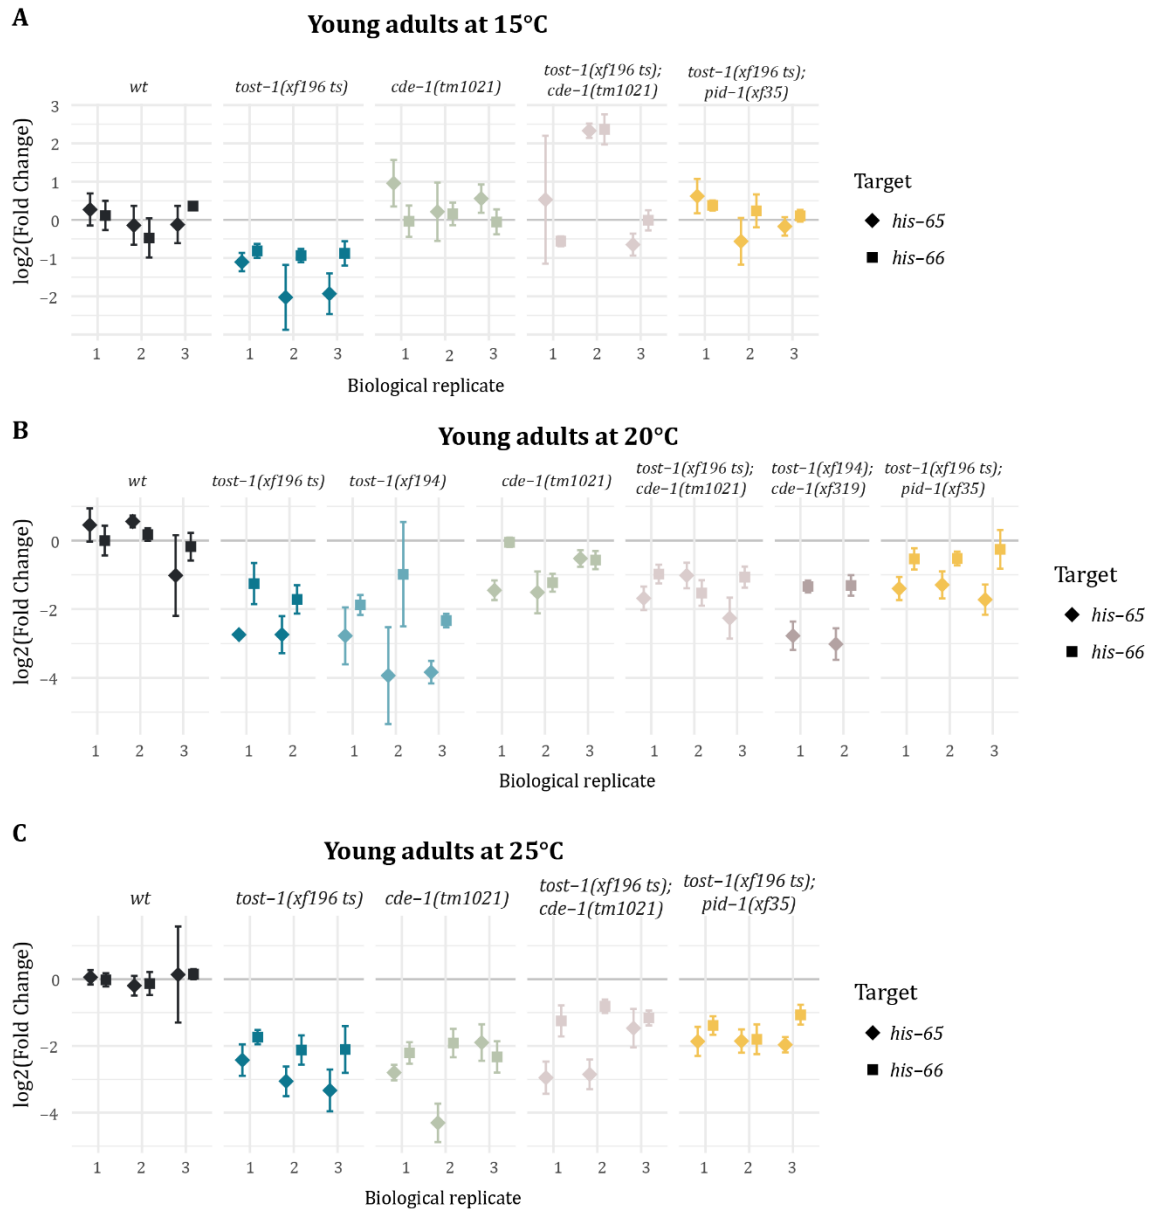 A
Young adults at 15°C
wt
tost−1(xf196 ts)
cde−1(tm1021)
tost−1(xf196 ts);
cde−1(tm1021)
tost−1(xf196 ts);
pid−1(xf35)
log2(Fold Change)
3
2
1
0
−1
−2
1 2 3 1 2 3 1 2 3 1 2 3 1 2 3
Biological replicate
Target
his−65
his−66
B
Young adults at 20°C
wt
tost−1(xf196 ts)
tost−1(xf194)
cde−1(tm1021)
tost−1(xf196 ts);
cde−1(tm1021)
tost−1(xf194);
cde−1(xf319)
tost−1(xf196 ts);
pid−1(xf35)
log2(Fold Change)
0
−2
−4
1 2 3 1 2 1 2 3 1 2 3 1 2 3 1 2 1 2 3
Biological replicate
Target
his−65
his−66
C
Young adults at 25°C
wt
tost−1(xf196 ts)
cde−1(tm1021)
tost−1(xf196 ts);
cde−1(tm1021)
tost−1(xf196 ts);
pid−1(xf35)
log2(Fold Change)
0
−2
−4
1 2 3 1 2 3 1 2 3 1 2 3 1 2 3
Biological replicate
Target
his−65
his−66